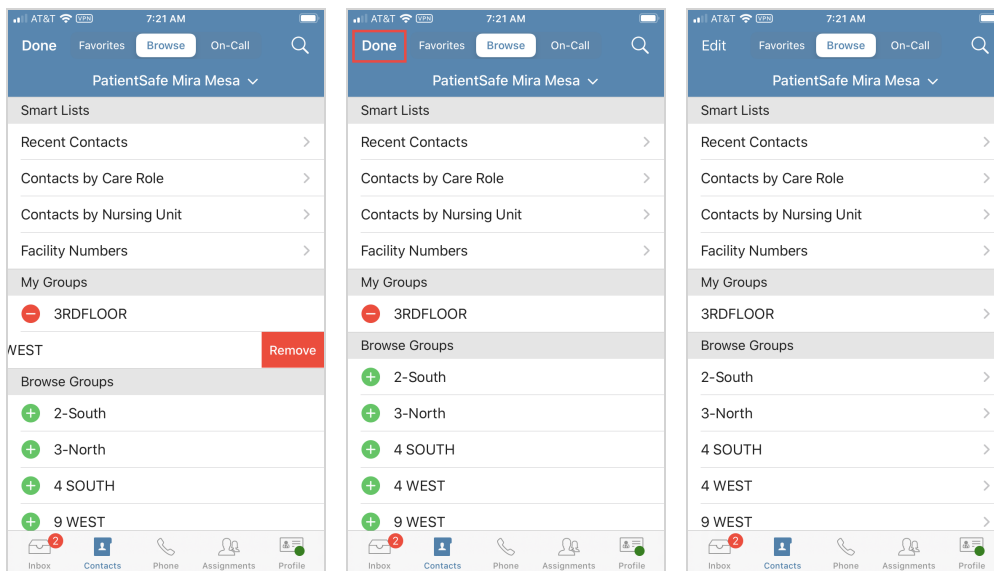 AT&T VPN 7:21 AM
Done Favorites Browse On-Call
PatientSafe Mira Mesa
Smart Lists
Recent Contacts
Contacts by Care Role
Contacts by Nursing Unit
Facility Numbers
My Groups
3RDFLOOR
WEST Remove
Browse Groups
2-South
3-North
4 SOUTH
9 WEST
2
Inbox Contacts Phone Assignments Profile
AT&T VPN 7:21 AM
Done Favorites Browse On-Call
PatientSafe Mira Mesa
Smart Lists
Recent Contacts
Contacts by Care Role
Contacts by Nursing Unit
Facility Numbers
My Groups
3RDFLOOR
Browse Groups
2-South
3-North
4 SOUTH
4 WEST
9 WEST
2
Inbox Contacts Phone Assignments Profile
AT&T VPN 7:21 AM
Edit Favorites Browse On-Call
PatientSafe Mira Mesa
Smart Lists
Recent Contacts
Contacts by Care Role
Contacts by Nursing Unit
Facility Numbers
My Groups
3RDFLOOR
Browse Groups
2-South
3-North
4 SOUTH
4 WEST
9 WEST
2
Inbox Contacts Phone Assignments Profile